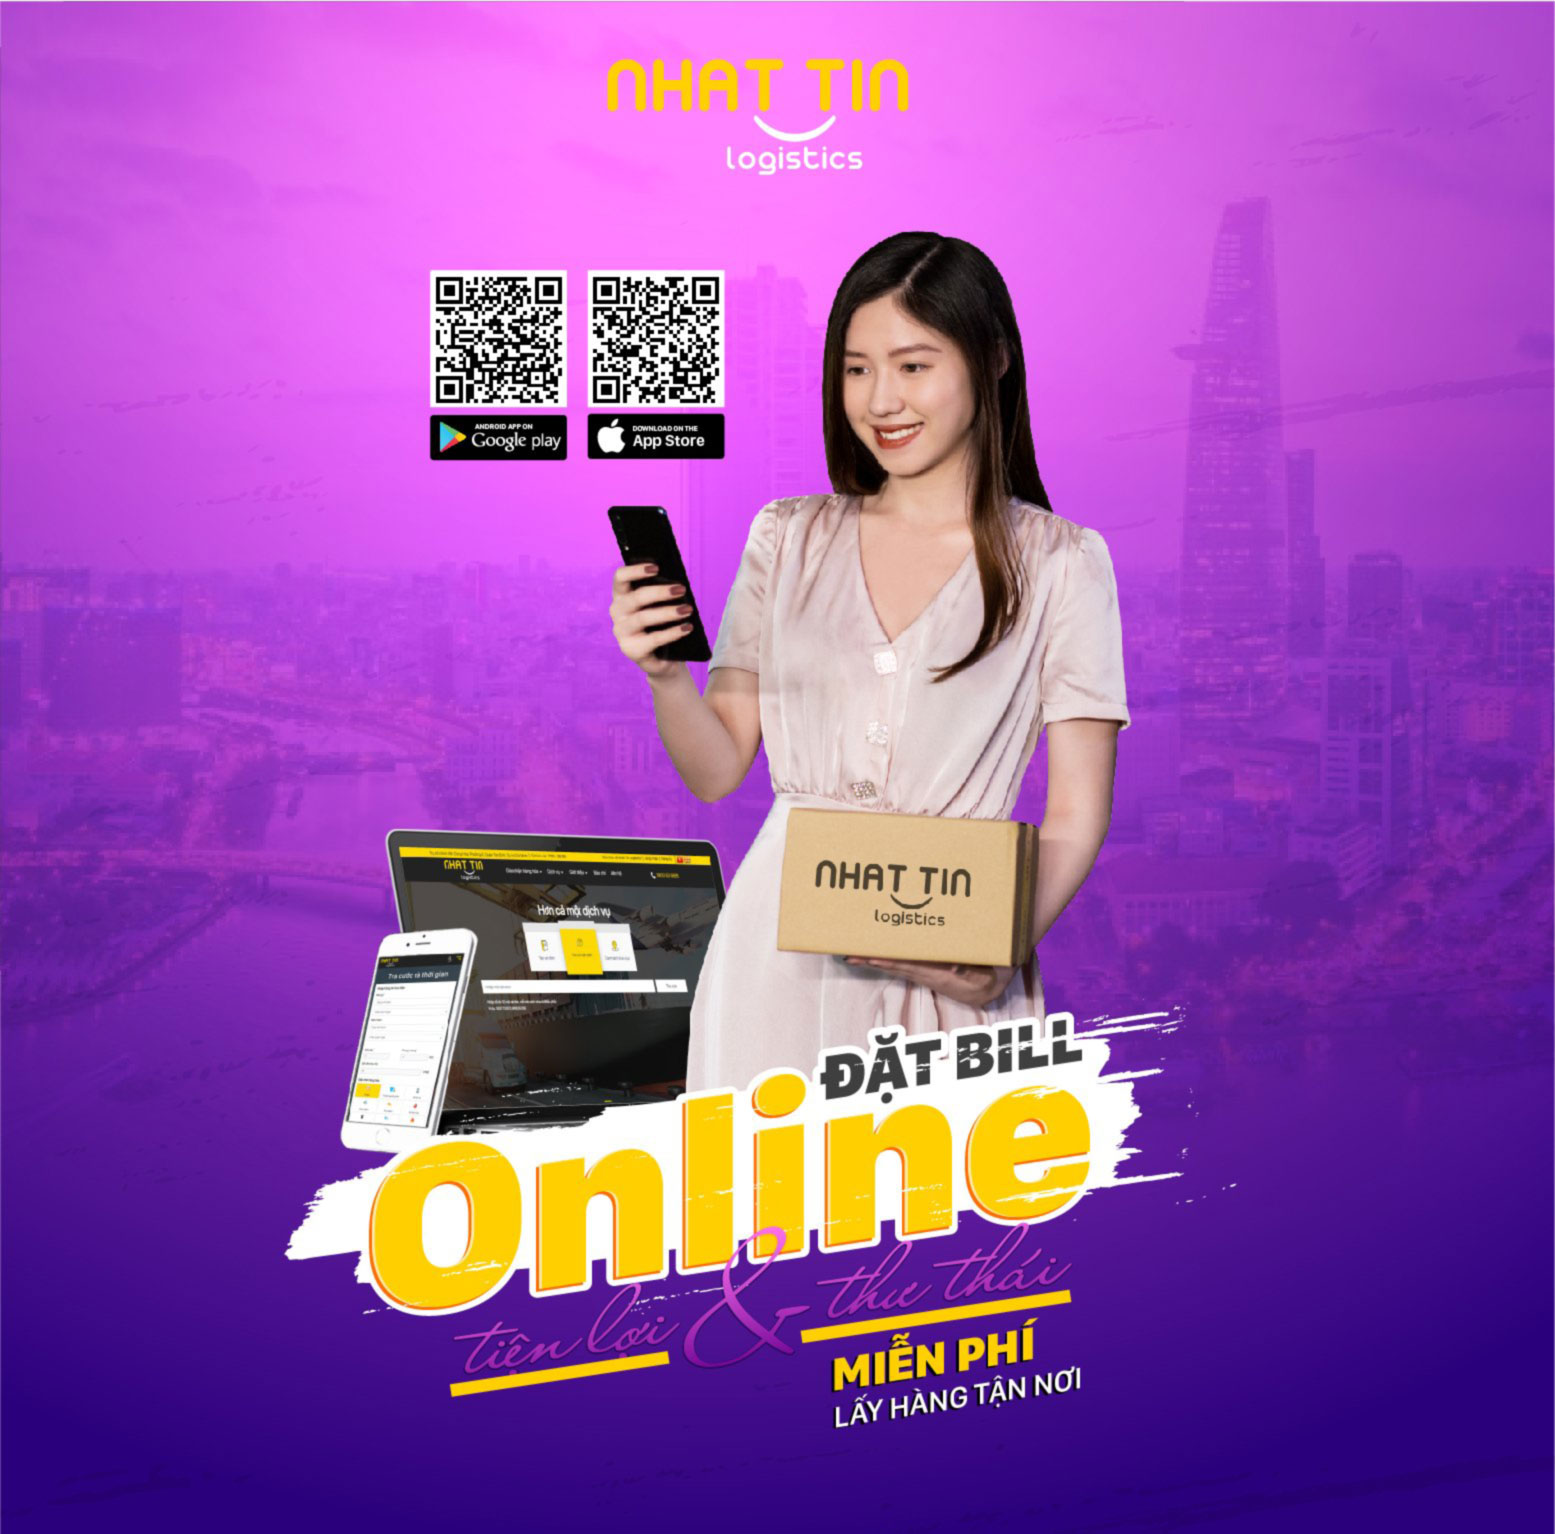 NHAT TIN
logistics
ANDROID APP ON
Google play
DOWNLOAD ON THE
App Store
NHAT TIN
logistics
NHAT TIN
logistics
Hơn cả một dịch vụ
NHAT TIN
Tra cước và thời gian
ĐẶT BILL
Online
tiện lợi & thư thái
MIỄN PHÍ
LẤY HÀNG TẬN NƠI